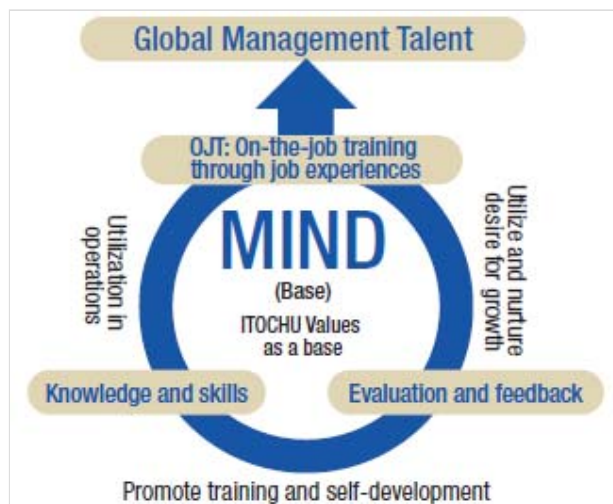 Global Management Talent
OJT: On-the-job training
through job experiences
Utilization in
operations
MIND
(Base)
ITOCHU Values
as a base
Utilize and nurture
desire for growth
Knowledge and skills
Evaluation and feedback
Promote training and self-development